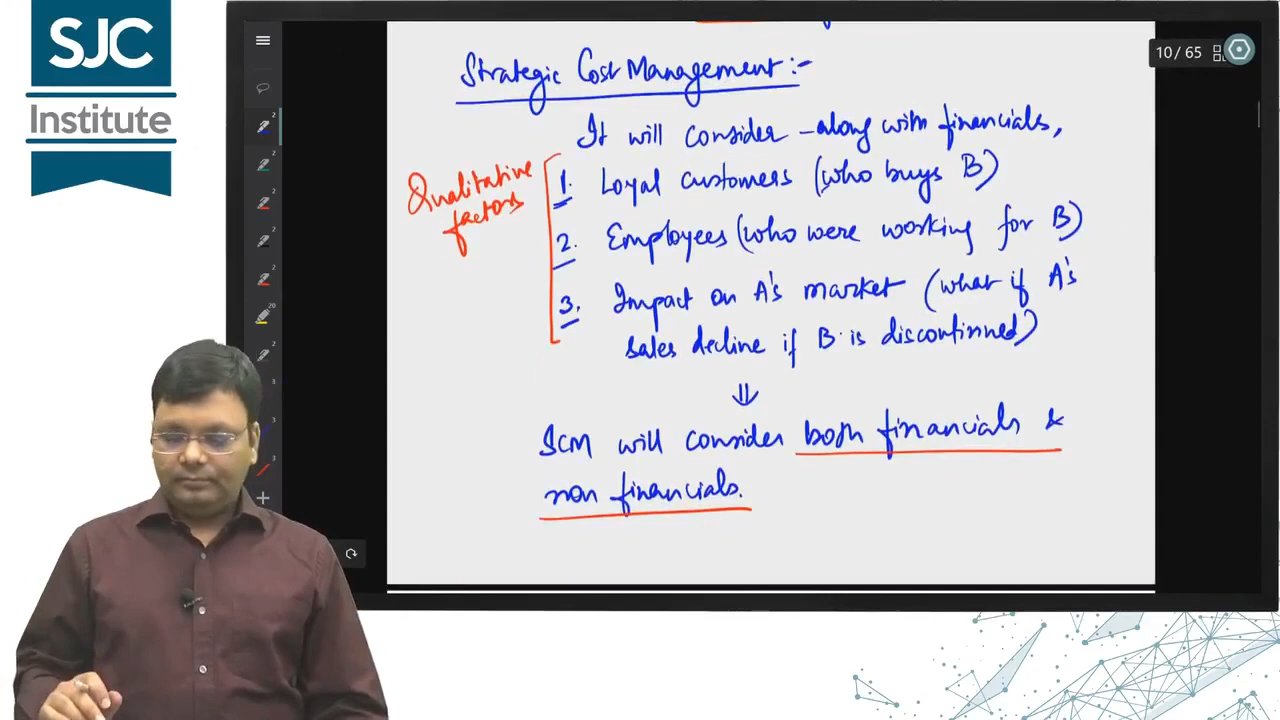 SJC
Institute
10 / 65
Strategic Cost Management :-
It will consider - along with financials,
Qualitative
factors
1. Loyal customers (who buys B)
2. Employees (who were working for B)
3. Impact on A's market (what if A's
sales decline if B is discontinued)
⇓
SCM will consider both financials &
non financials.